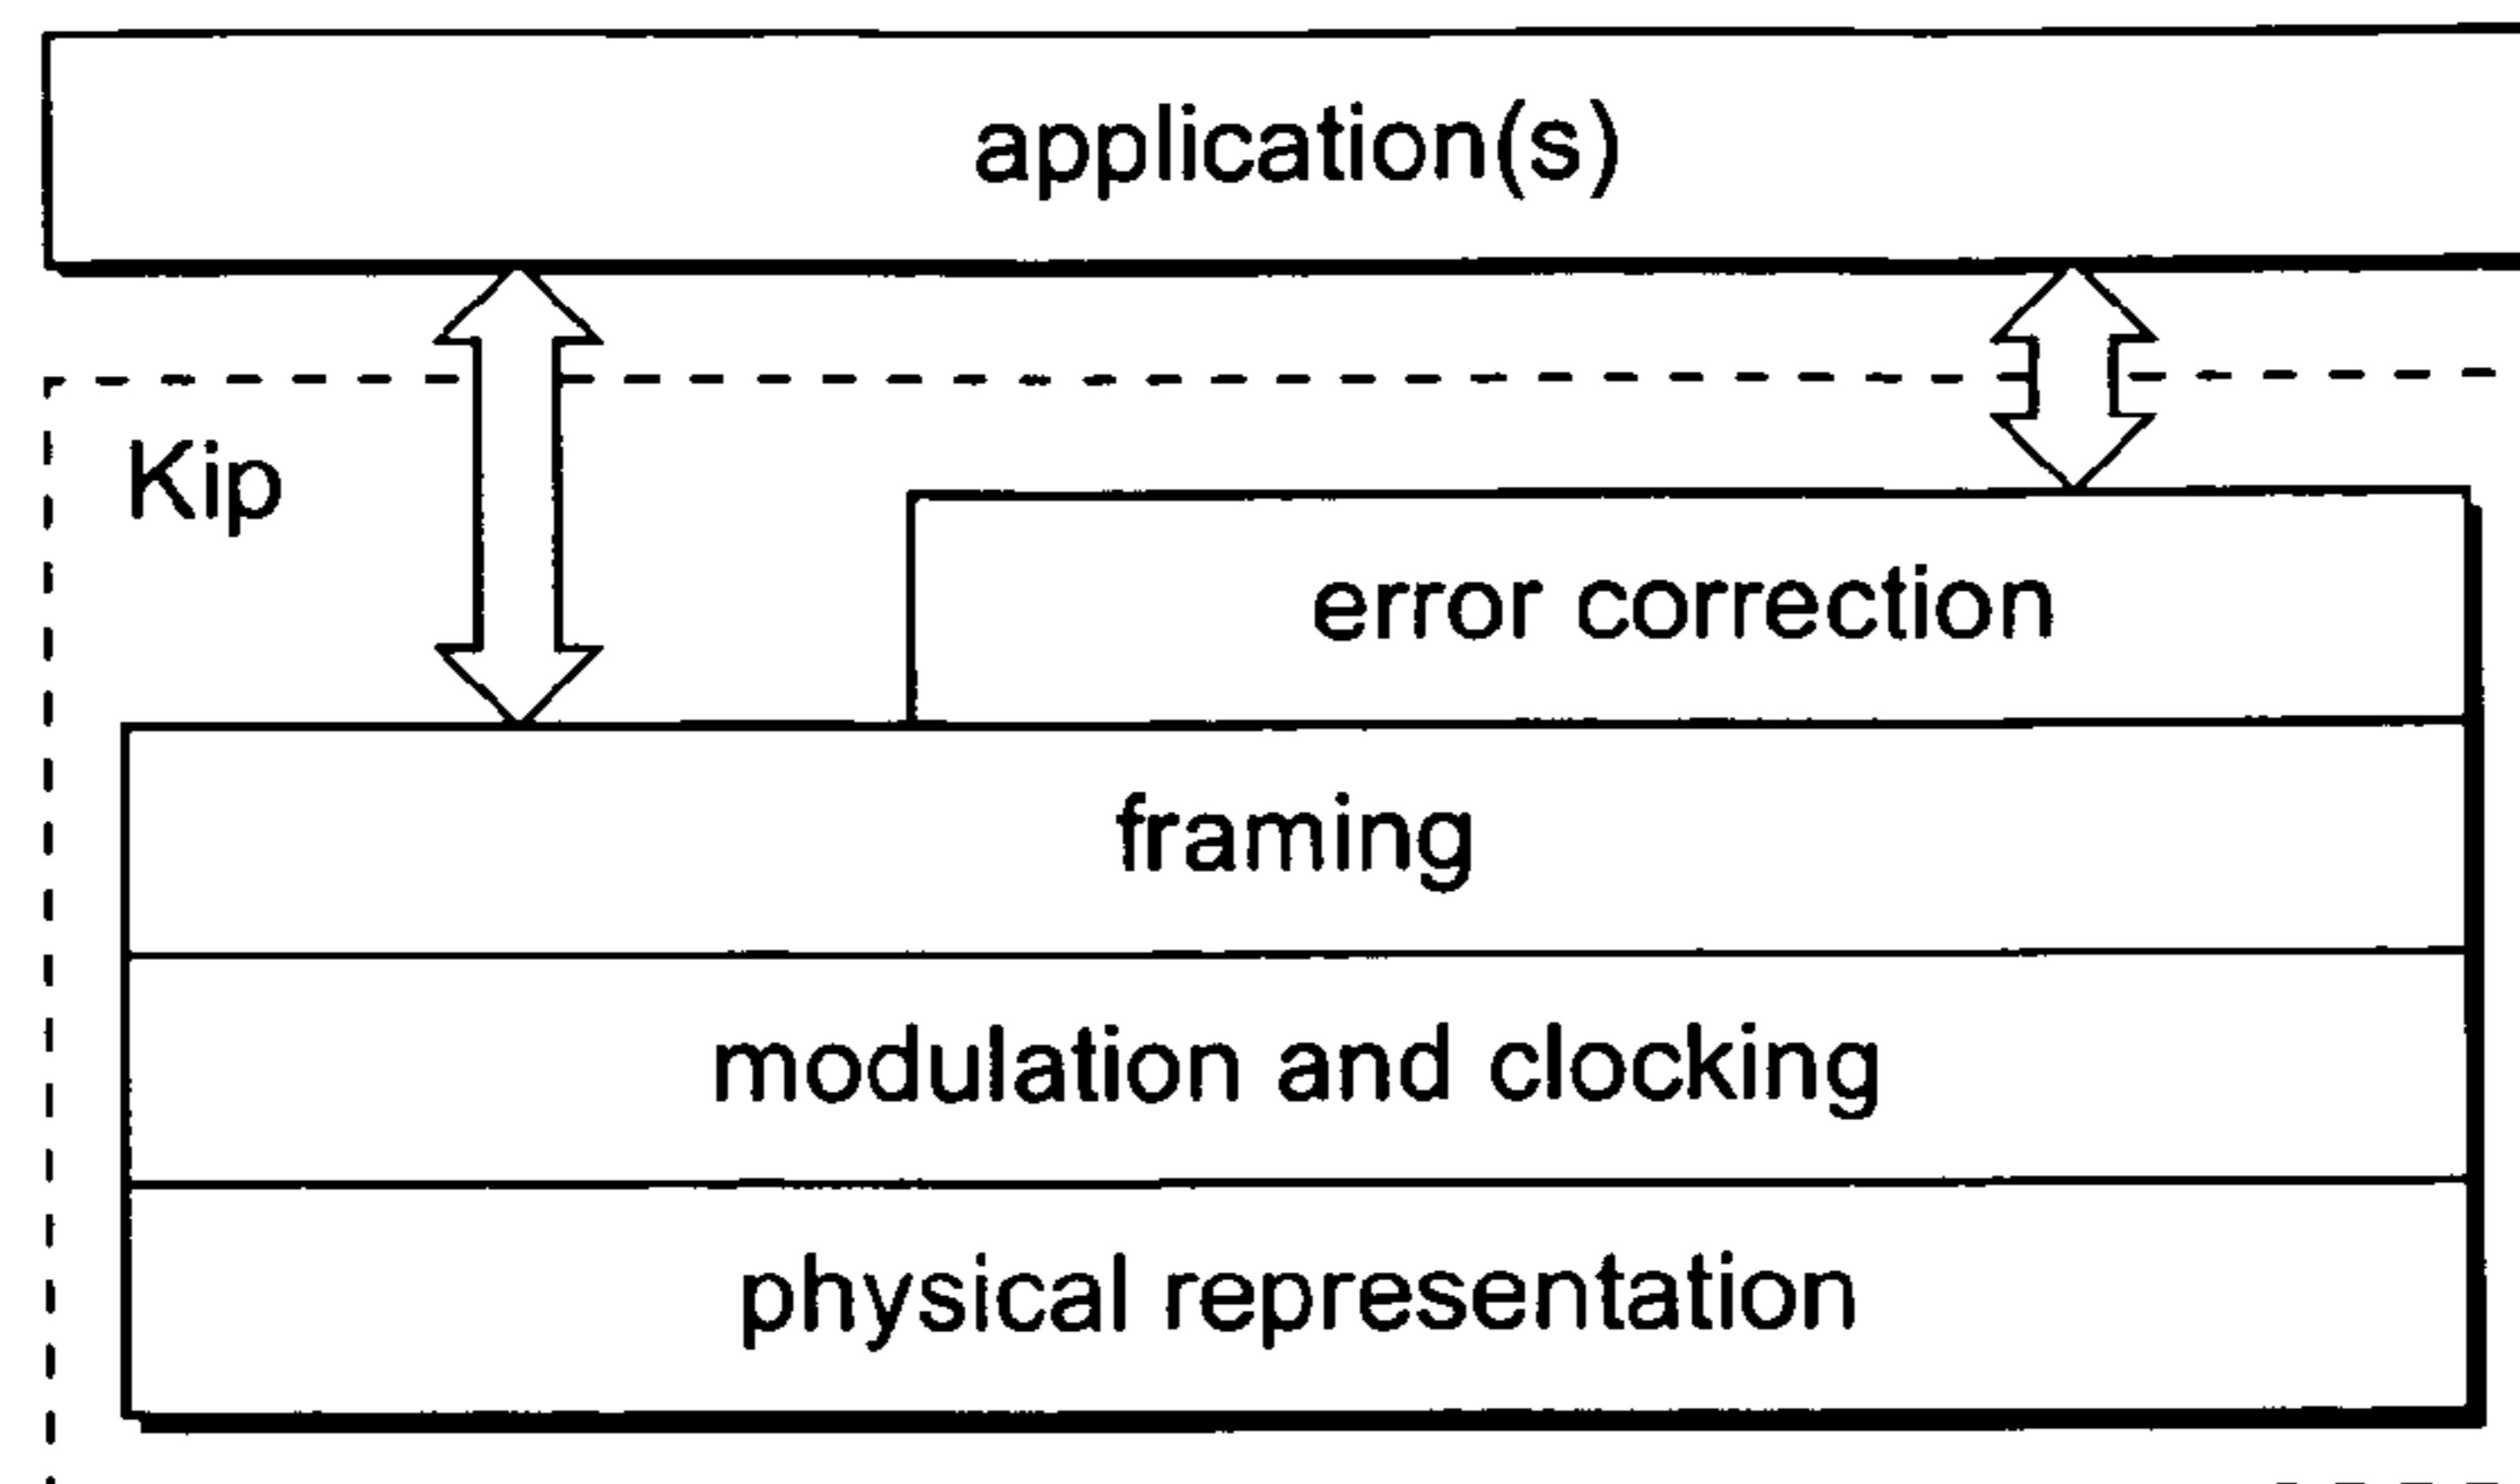 application(s)
Kip
error correction
framing
modulation and clocking
physical representation